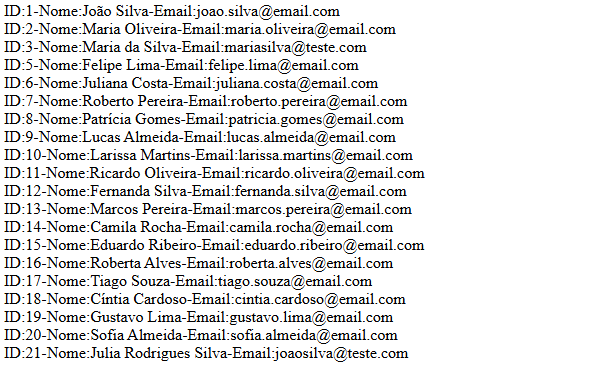 ID:1-Nome:João Silva-Email:joao.silva@email.com
ID:2-Nome:Maria Oliveira-Email:maria.oliveira@email.com
ID:3-Nome:Maria da Silva-Email:mariasilva@teste.com
ID:5-Nome:Felipe Lima-Email:felipe.lima@email.com
ID:6-Nome:Juliana Costa-Email:juliana.costa@email.com
ID:7-Nome:Roberto Pereira-Email:roberto.pereira@email.com
ID:8-Nome:Patrícia Gomes-Email:patricia.gomes@email.com
ID:9-Nome:Lucas Almeida-Email:lucas.almeida@email.com
ID:10-Nome:Larissa Martins-Email:larissa.martins@email.com
ID:11-Nome:Ricardo Oliveira-Email:ricardo.oliveira@email.com
ID:12-Nome:Fernanda Silva-Email:fernanda.silva@email.com
ID:13-Nome:Marcos Pereira-Email:marcos.pereira@email.com
ID:14-Nome:Camila Rocha-Email:camila.rocha@email.com
ID:15-Nome:Eduardo Ribeiro-Email:eduardo.ribeiro@email.com
ID:16-Nome:Roberta Alves-Email:roberta.alves@email.com
ID:17-Nome:Tiago Souza-Email:tiago.souza@email.com
ID:18-Nome:Cíntia Cardoso-Email:cintia.cardoso@email.com
ID:19-Nome:Gustavo Lima-Email:gustavo.lima@email.com
ID:20-Nome:Sofia Almeida-Email:sofia.almeida@email.com
ID:21-Nome:Julia Rodrigues Silva-Email:joaosilva@teste.com